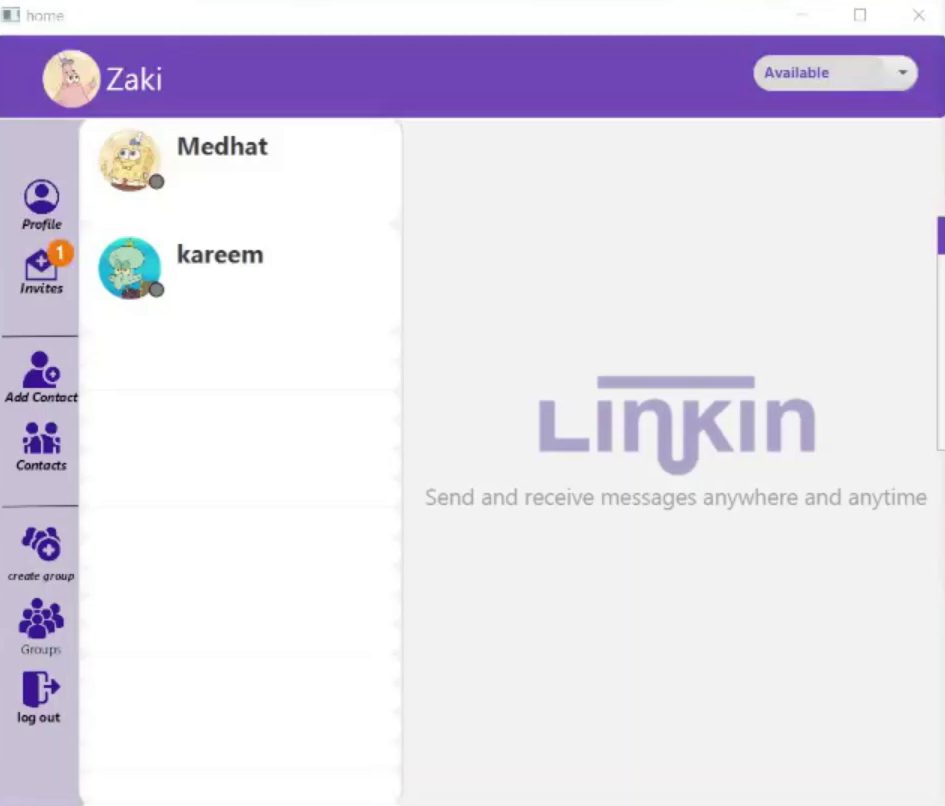 home
Zaki
Available
Medhat
Profile
1
Invites
kareem
Add Contact
Contacts
LinKin
Send and receive messages anywhere and anytime
create group
Groups
log out